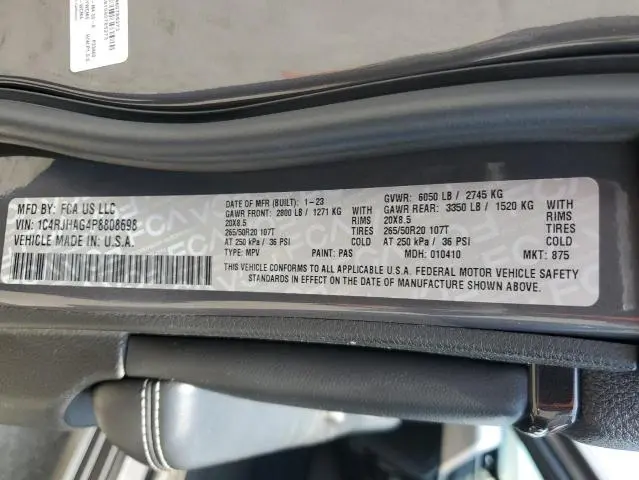 MFD BY: FCA US LLC
VIN: 1C4RJHAG4P8808698
VEHICLE MADE IN U.S.A.
DATE OF MFR (BUILT): 1-23
GAWR FRONT: 2800 LB / 1271 KG WITH
20X8.5 RIMS
265/50R20 107T TIRES
AT 250 kPa / 36 PSI
TYPE: MPV PAINT: PAS
GVWR: 6050 LB / 2745 KG
GAWR REAR: 3350 LB / 1520 KG WITH
20X8.5 RIMS
265/50R20 107T TIRES
AT 250 kPa / 36 PSI
MDH: 010410 MKT: 875
THIS VEHICLE CONFORMS TO ALL APPLICABLE U.S.A. FEDERAL MOTOR VEHICLE SAFETY
STANDARDS IN EFFECT ON THE DATE OF MANUFACTURE SHOWN ABOVE.